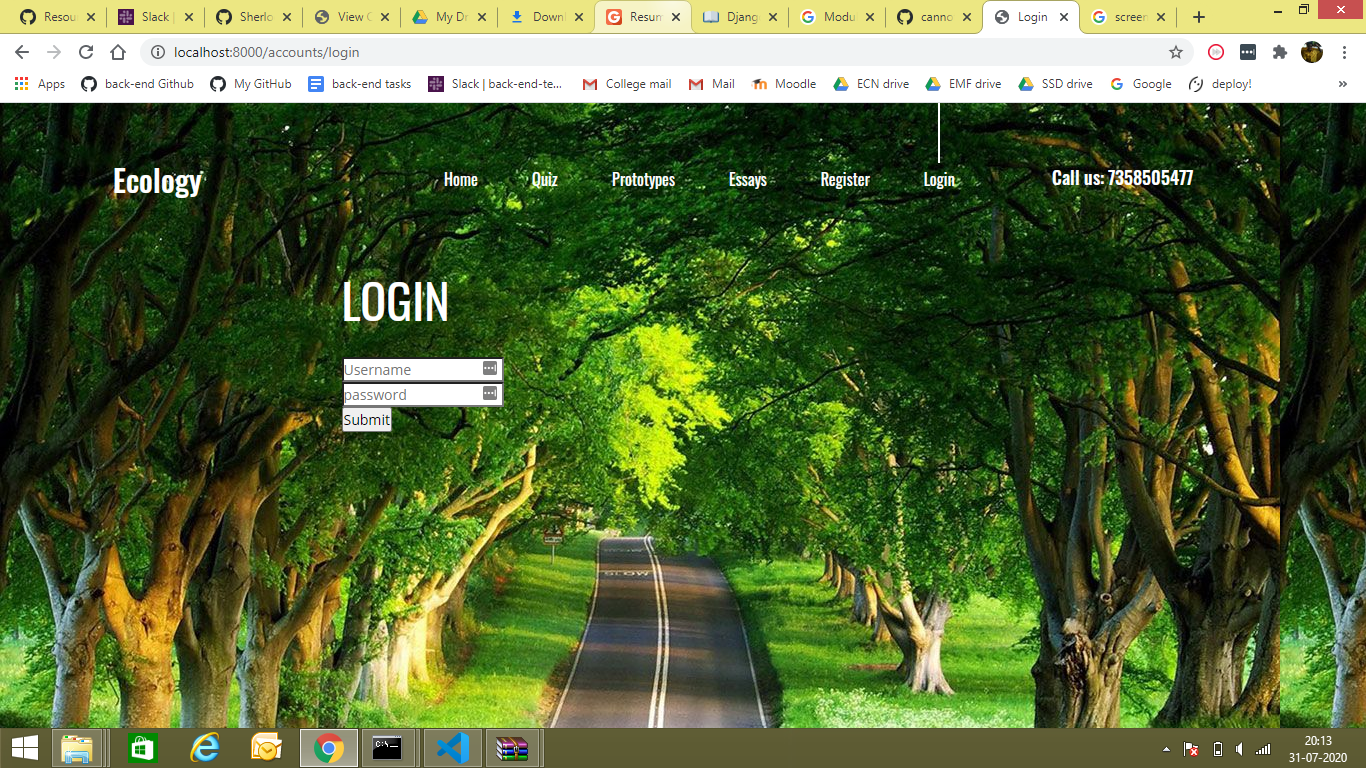 Resou
Slack |
Sherlo
View C
My Dr
Downl
Resum
Djang
Modu
canno
Login
screen
localhost:8000/accounts/login
Apps back-end Github My GitHub back-end tasks Slack | back-end-te... College mail Mail Moodle ECN drive EMF drive SSD drive Google deploy! »
Ecology Home Quiz Prototypes Essays Register Login Call us: 7358505477
LOGIN
Username
password
Submit
SLOW
20:13
31-07-2020